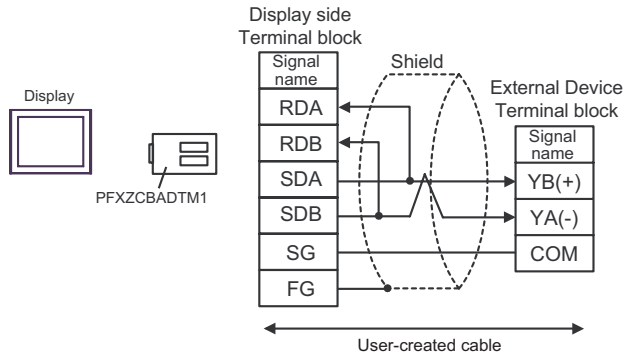 Display side
Terminal block
Signal
name
RDA
RDB
SDA
SDB
SG
FG
Shield
External Device
Terminal block
Signal
name
YB(+)
YA(-)
COM
Display
PFXZCBADTM1
User-created cable